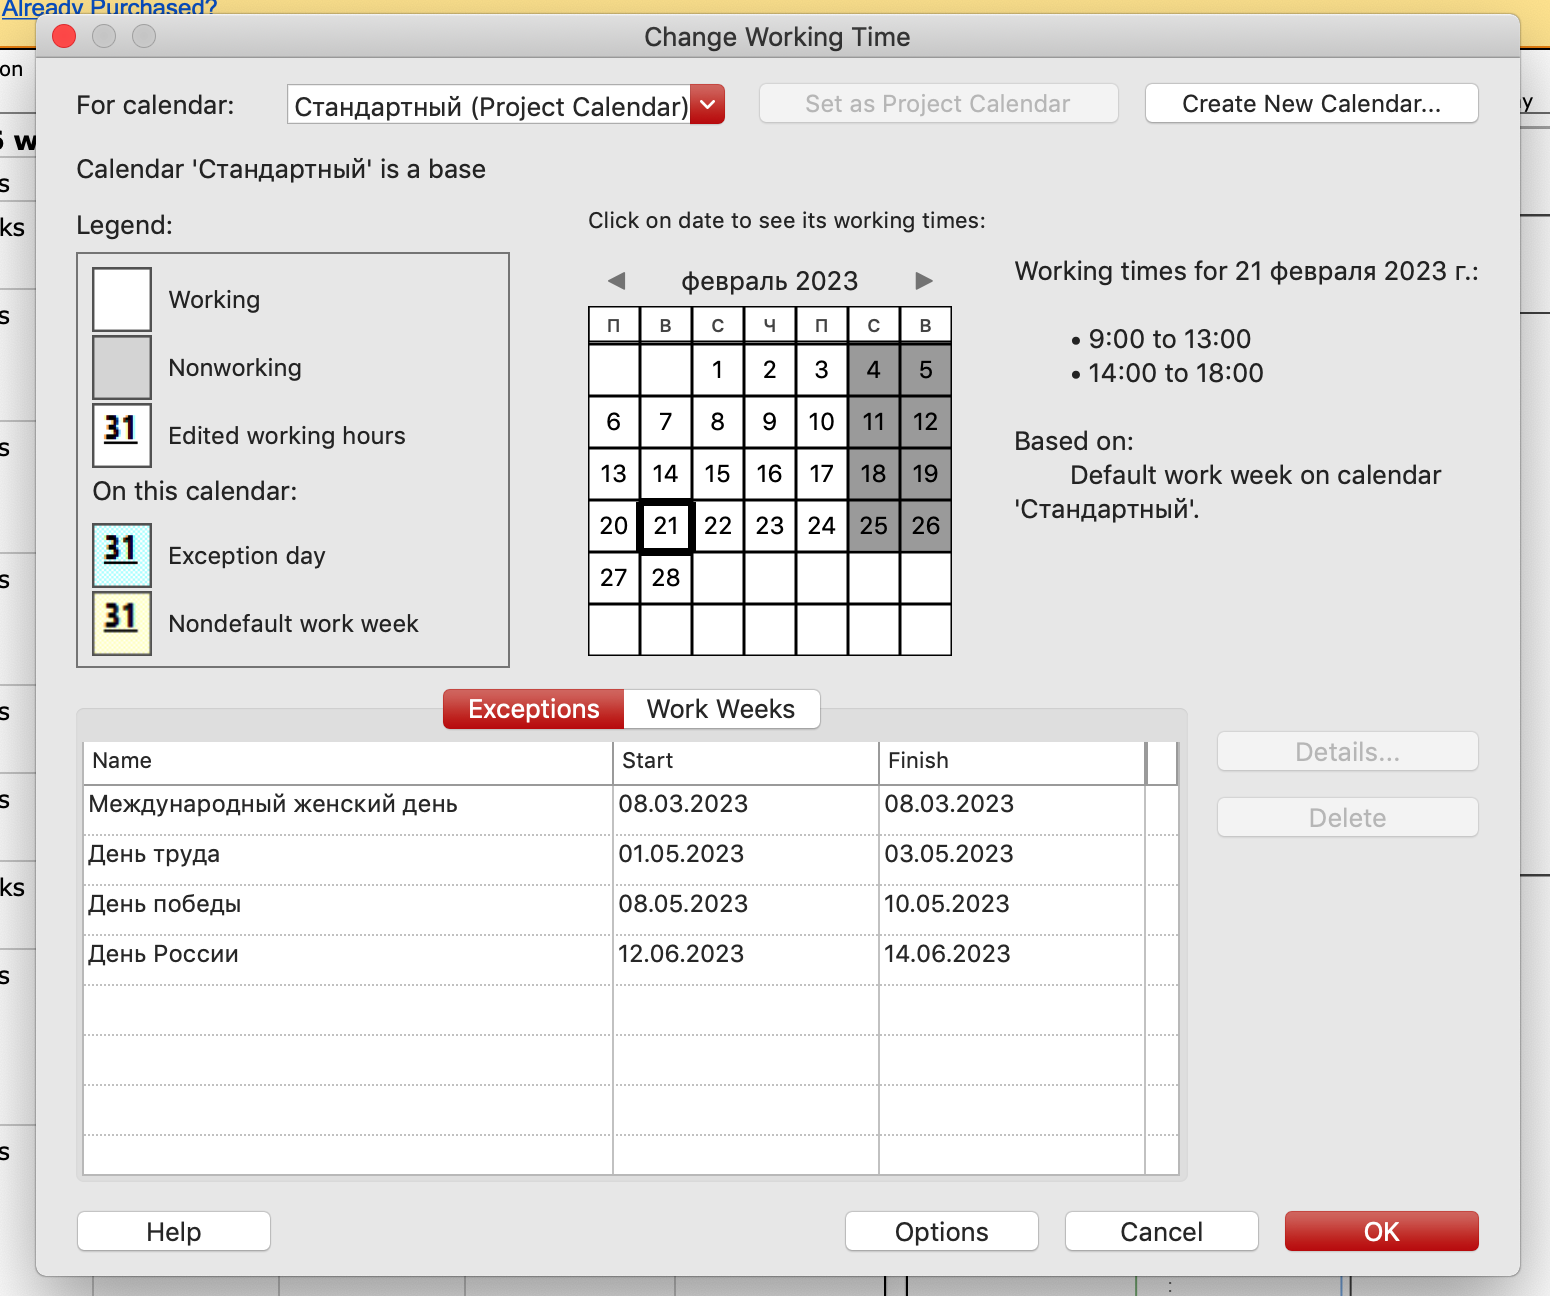 Already Purchased?
Change Working Time
on
For calendar:
Стандартный (Project Calendar)
Set as Project Calendar
Create New Calendar...
Calendar 'Стандартный' is a base
Legend:
Working
Nonworking
31 Edited working hours
On this calendar:
31 Exception day
31 Nondefault work week
Click on date to see its working times:
февраль 2023
П В С Ч П С В
1 2 3 4 5
6 7 8 9 10 11 12
13 14 15 16 17 18 19
20 21 22 23 24 25 26
27 28
Working times for 21 февраля 2023 г.:
• 9:00 to 13:00
• 14:00 to 18:00
Based on:
Default work week on calendar
'Стандартный'.
Exceptions Work Weeks
Name Start Finish
Международный женский день 08.03.2023 08.03.2023
День труда 01.05.2023 03.05.2023
День победы 08.05.2023 10.05.2023
День России 12.06.2023 14.06.2023
Details...
Delete
Help
Options
Cancel
OK